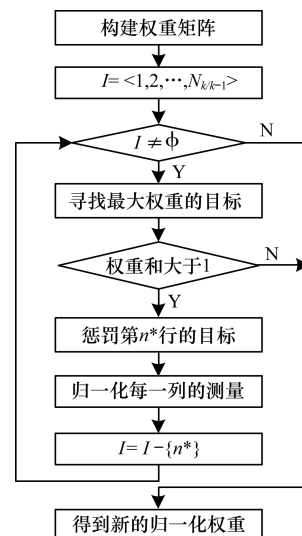 构建权重矩阵
I= <1,2,⋯,Nk/k−1>
I ≠ ϕ
N
Y
寻找最大权重的目标
权重和大于1
N
Y
惩罚第n*行的目标
归一化每一列的测量
I= I −{n*}
得到新的归一化权重